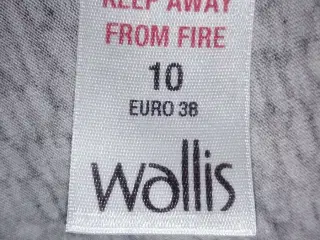 KEEP AWAY
FROM FIRE
10
EURO 38
wallis